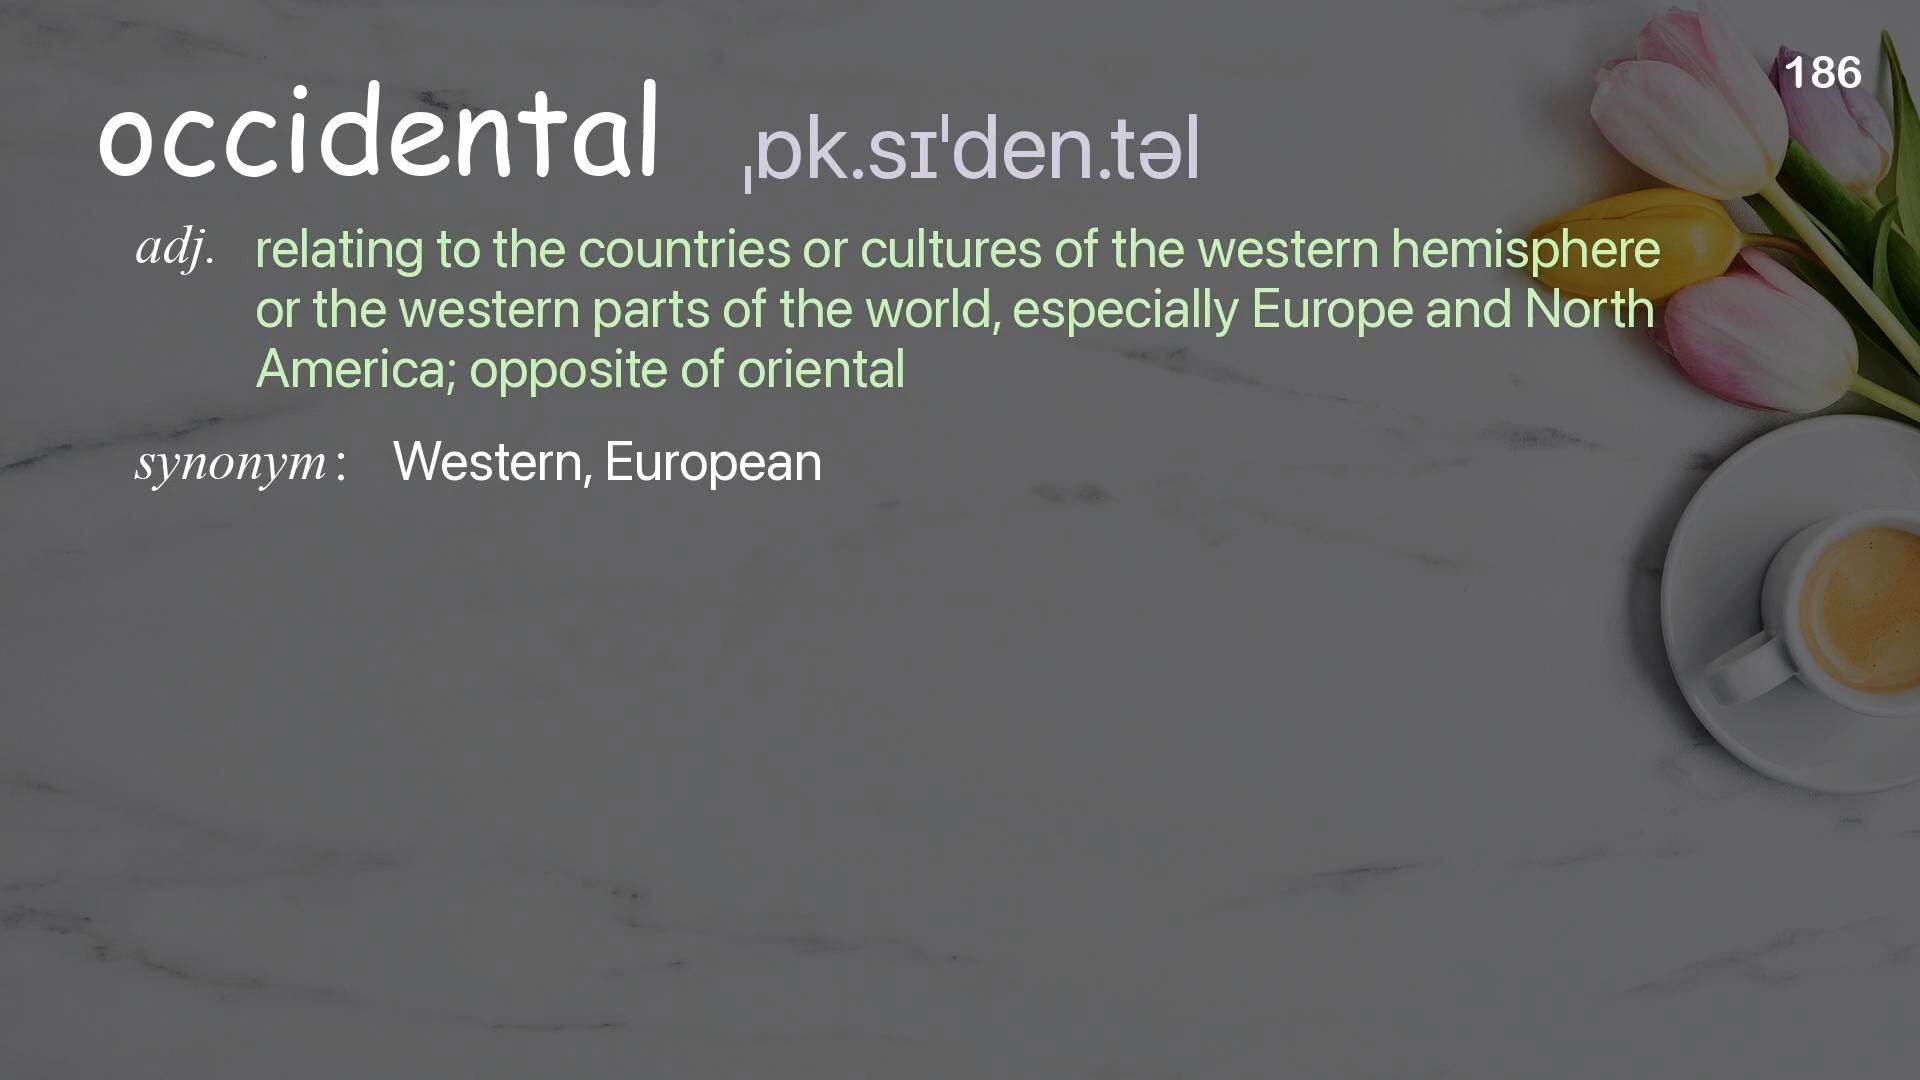 186
occidental ˌɒk.sɪˈden.təl
adj. relating to the countries or cultures of the western hemisphere
or the western parts of the world, especially Europe and North
America; opposite of oriental
synonym: Western, European